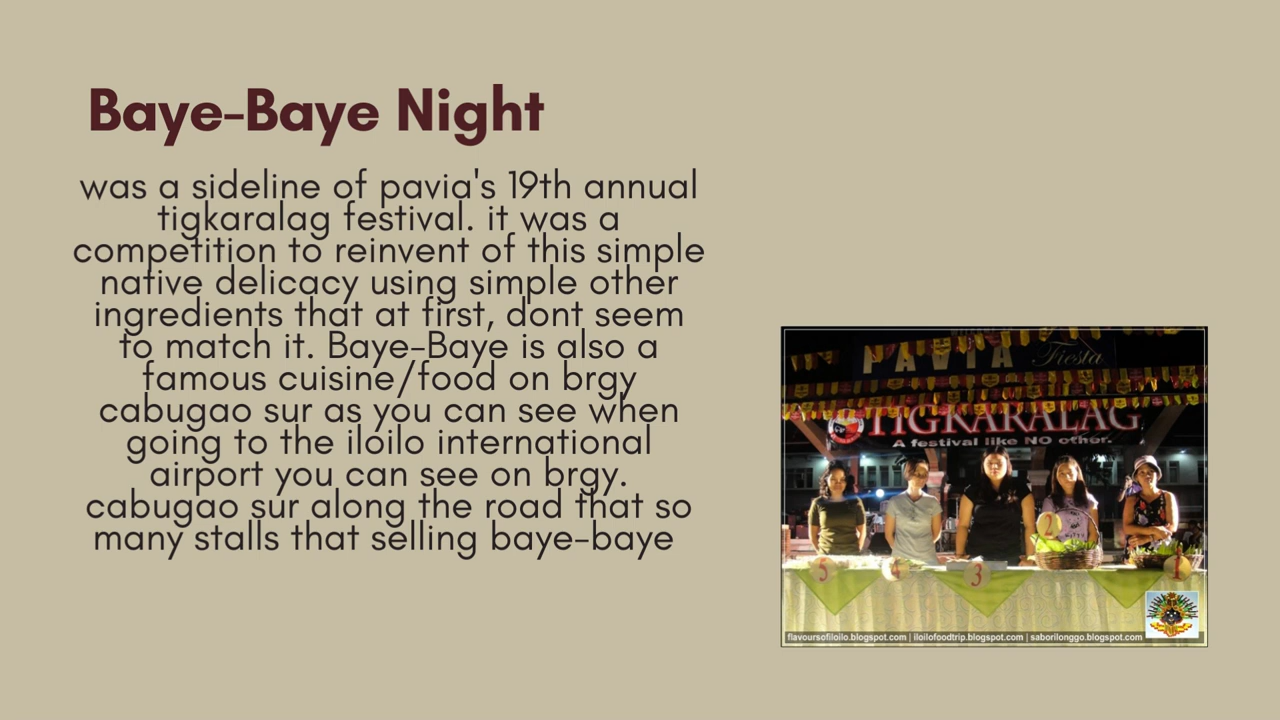 Baye-Baye Night
was a sideline of pavia's 19th annual
tigkaralag festival. it was a
competition to reinvent of this simple
native delicacy using simple other
ingredients that at first, dont seem
to match it. Baye-Baye is also a
famous cuisine/food on brgy
cabugao sur as you can see when
going to the iloilo international
airport you can see on brgy.
cabugao sur along the road that so
many stalls that selling baye-baye
PAVIA Fiesta
TIGKARALAG
A festival like NO other.
5 4 3 2 1
flavoursofiloilo.blogspot.com | iloilofoodtrip.blogspot.com | saborilonggo.blogspot.com